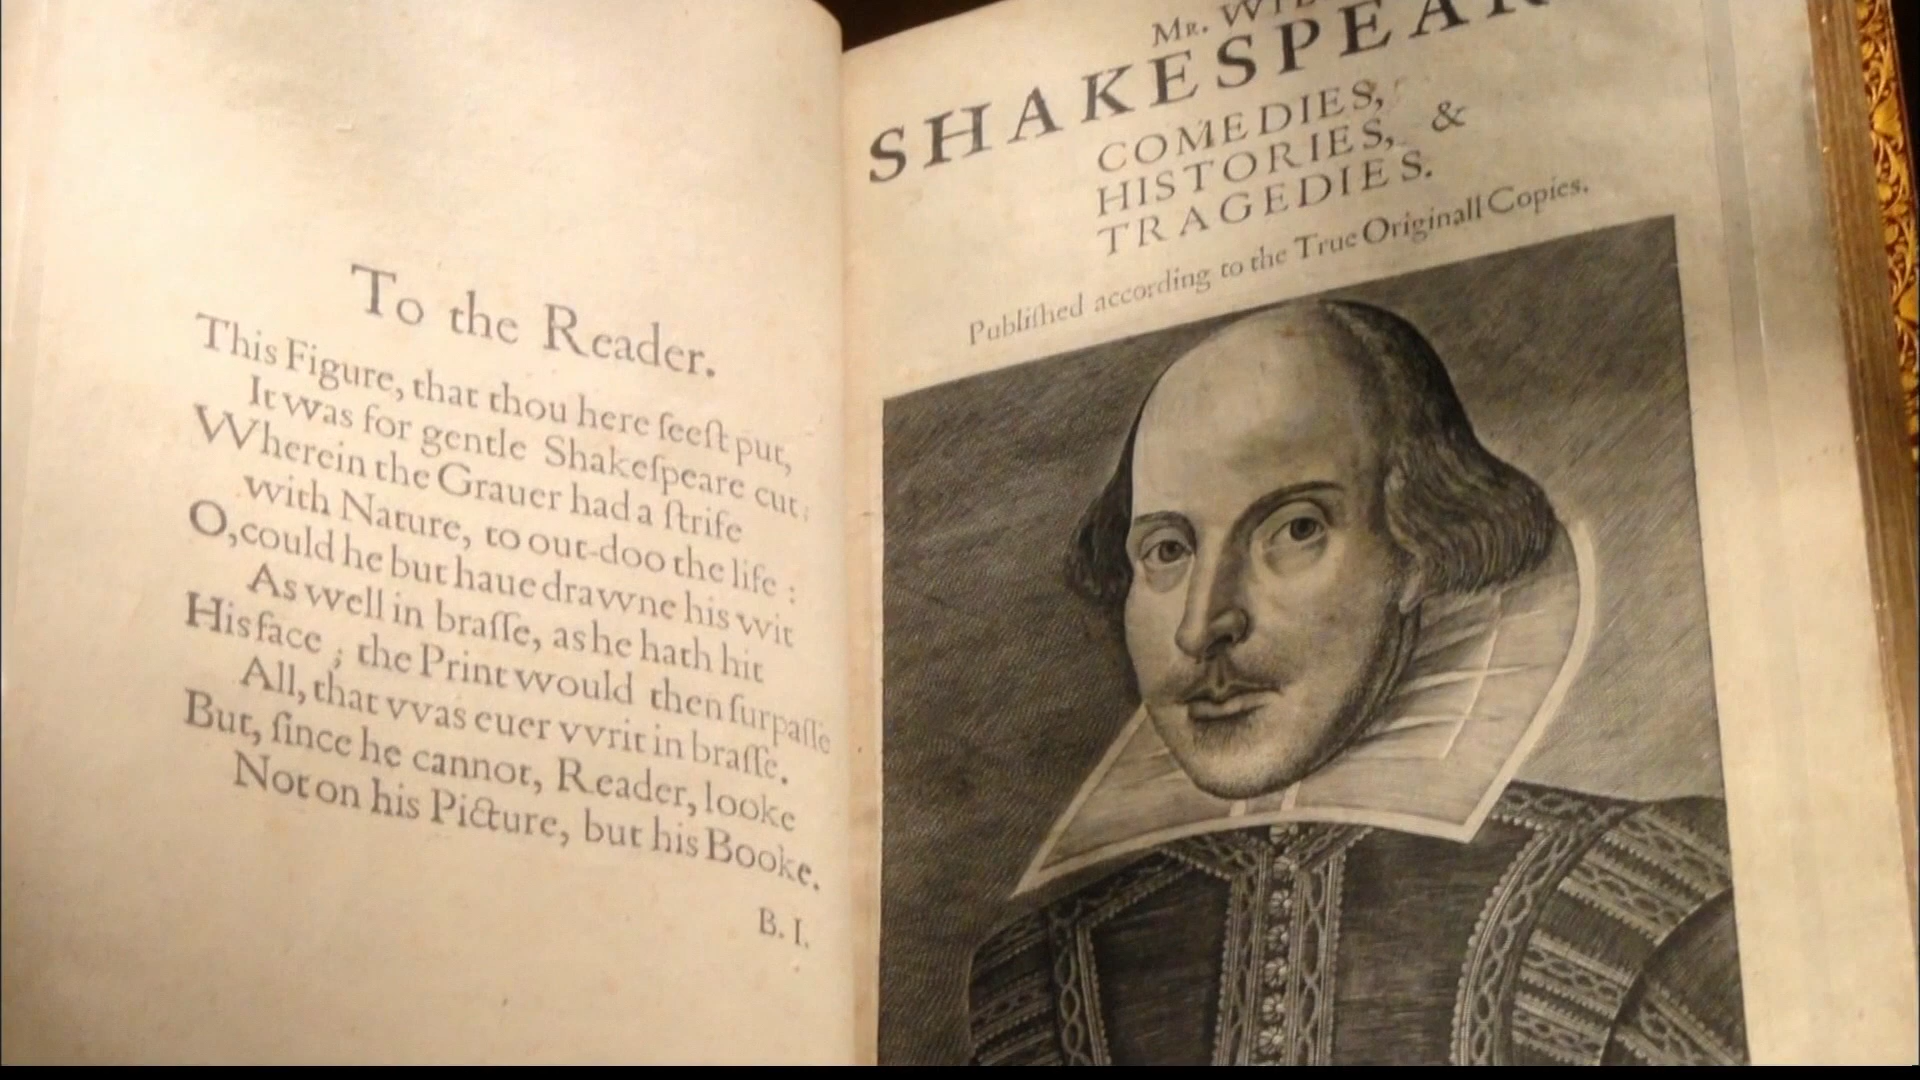 To the Reader.
This Figure, that thou here ſeeſt put,
It was for gentle Shakeſpeare cut;
Wherein the Grauer had a ſtrife
with Nature, to out-doo the life :
O, could he but haue dravvne his vvit
As well in braſſe, as he hath hit
His face ; the Print would then ſurpaſſe
All, that vvas euer vvrit in braſſe.
But, ſince he cannot, Reader, looke
Not on his Picture, but his Booke.
B. I.
Mr.
SHAKESPEAR
COMEDIES,
HISTORIES, &
TRAGEDIES.
Publiſhed according to the True Originall Copies.